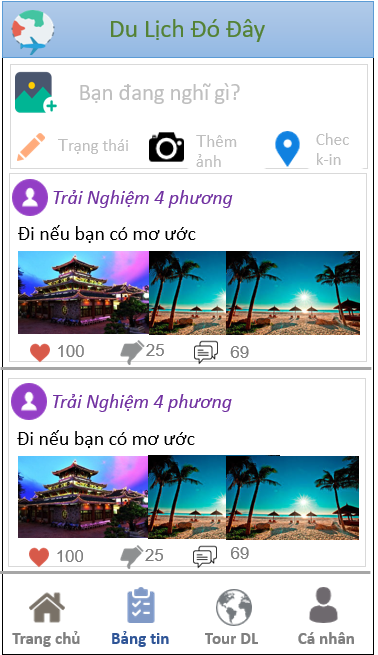 Du Lịch Đó Đây
Bạn đang nghĩ gì?
Trạng thái
Thêm
ảnh
Chec
k-in
Trải Nghiệm 4 phương
Đi nếu bạn có mơ ước
100 25 69
Trải Nghiệm 4 phương
Đi nếu bạn có mơ ước
100 25 69
Trang chủ Bảng tin Tour DL Cá nhân